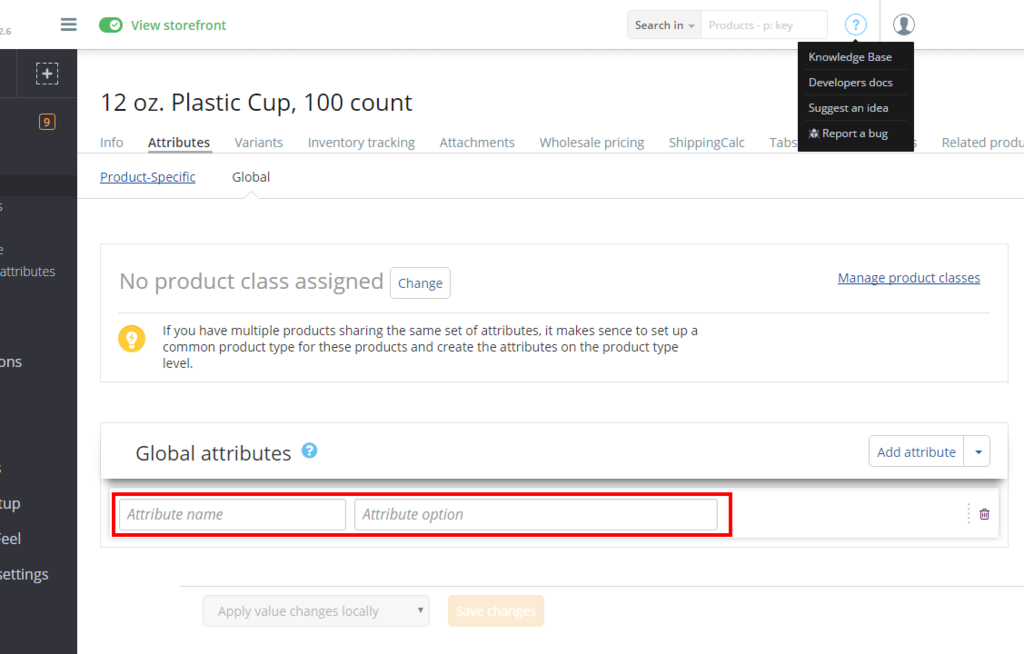 2.6
View storefront
Search in
Products - p: key
?
Knowledge Base
Developers docs
Suggest an idea
Report a bug
9
12 oz. Plastic Cup, 100 count
Info Attributes Variants Inventory tracking Attachments Wholesale pricing ShippingCalc Tabs s Related produ
Product-Specific Global
s
e
attributes
ons
s
tup
Feel
settings
No product class assigned Change Manage product classes
If you have multiple products sharing the same set of attributes, it makes sence to set up a
common product type for these products and create the attributes on the product type
level.
Global attributes ? Add attribute
Attribute name Attribute option
Apply value changes locally Save changes